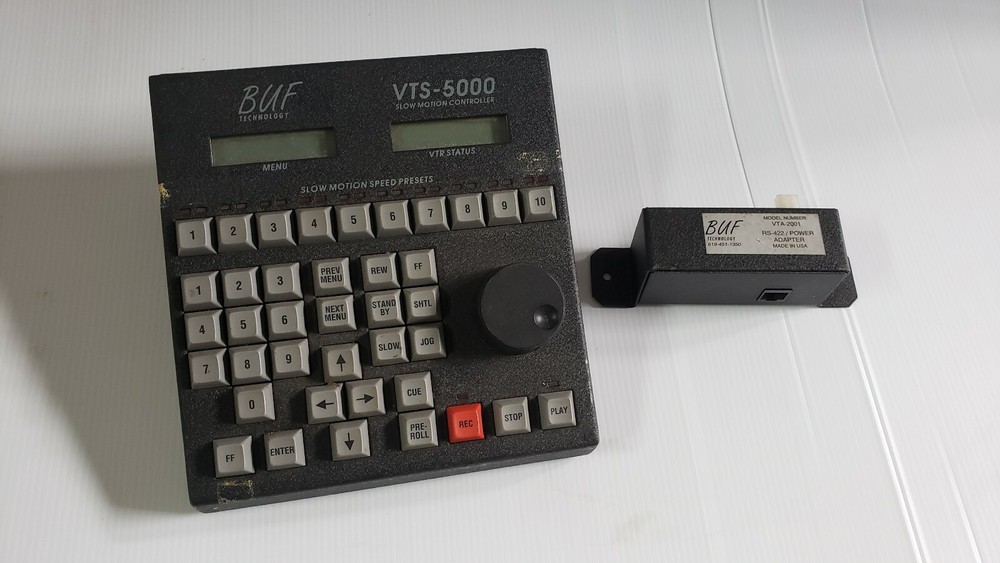 BUF
TECHNOLOGY
VTS-5000
SLOW MOTION CONTROLLER
MENU
VTR STATUS
SLOW MOTION SPEED PRESETS
1 2 3 4 5 6 7 8 9 10
1 2 3 PREV MENU REW FF
4 5 6 NEXT MENU STAND BY SHTL
7 8 9 SLOW JOG
0 CUE
FF ENTER PRE-ROLL REC STOP PLAY
BUF
TECHNOLOGY
619-451-1350
MODEL NUMBER
VTA-2001
RS-422 / POWER
ADAPTER
MADE IN USA